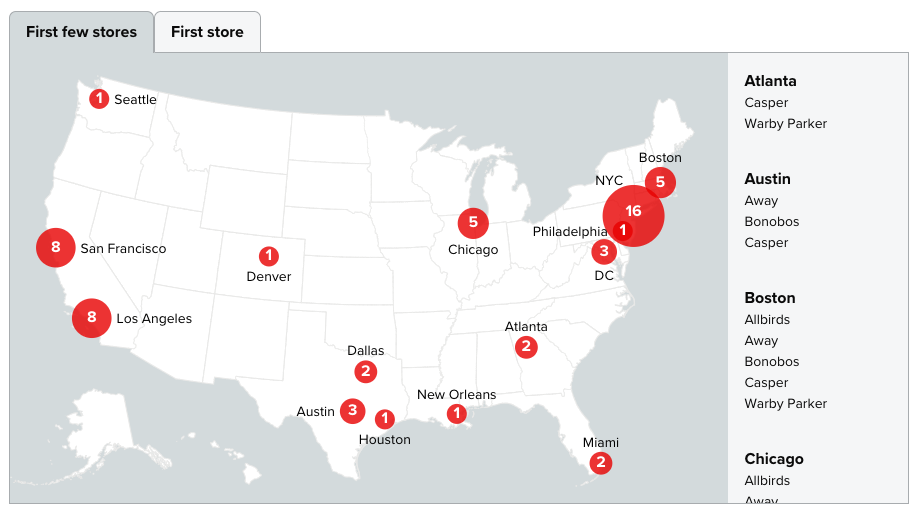 First few stores
First store
1 Seattle
Boston
5
NYC
16
Philadelphia 1
5
Chicago
3
DC
8 San Francisco
1
Denver
8 Los Angeles
Atlanta
2
Dallas
2
New Orleans
1
Austin 3
1
Houston
Miami
2
Atlanta
Casper
Warby Parker
Austin
Away
Bonobos
Casper
Boston
Allbirds
Away
Bonobos
Casper
Warby Parker
Chicago
Allbirds
Away